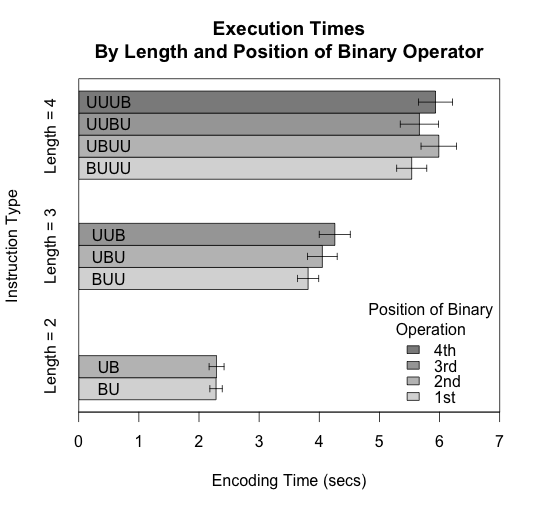 Execution Times
By Length and Position of Binary Operator
Instruction Type
Length = 4
UUUB
UUBU
UBUU
BUUU
Length = 3
UUB
UBU
BUU
Length = 2
UB
BU
Position of Binary
Operation
4th
3rd
2nd
1st
0 1 2 3 4 5 6 7
Encoding Time (secs)